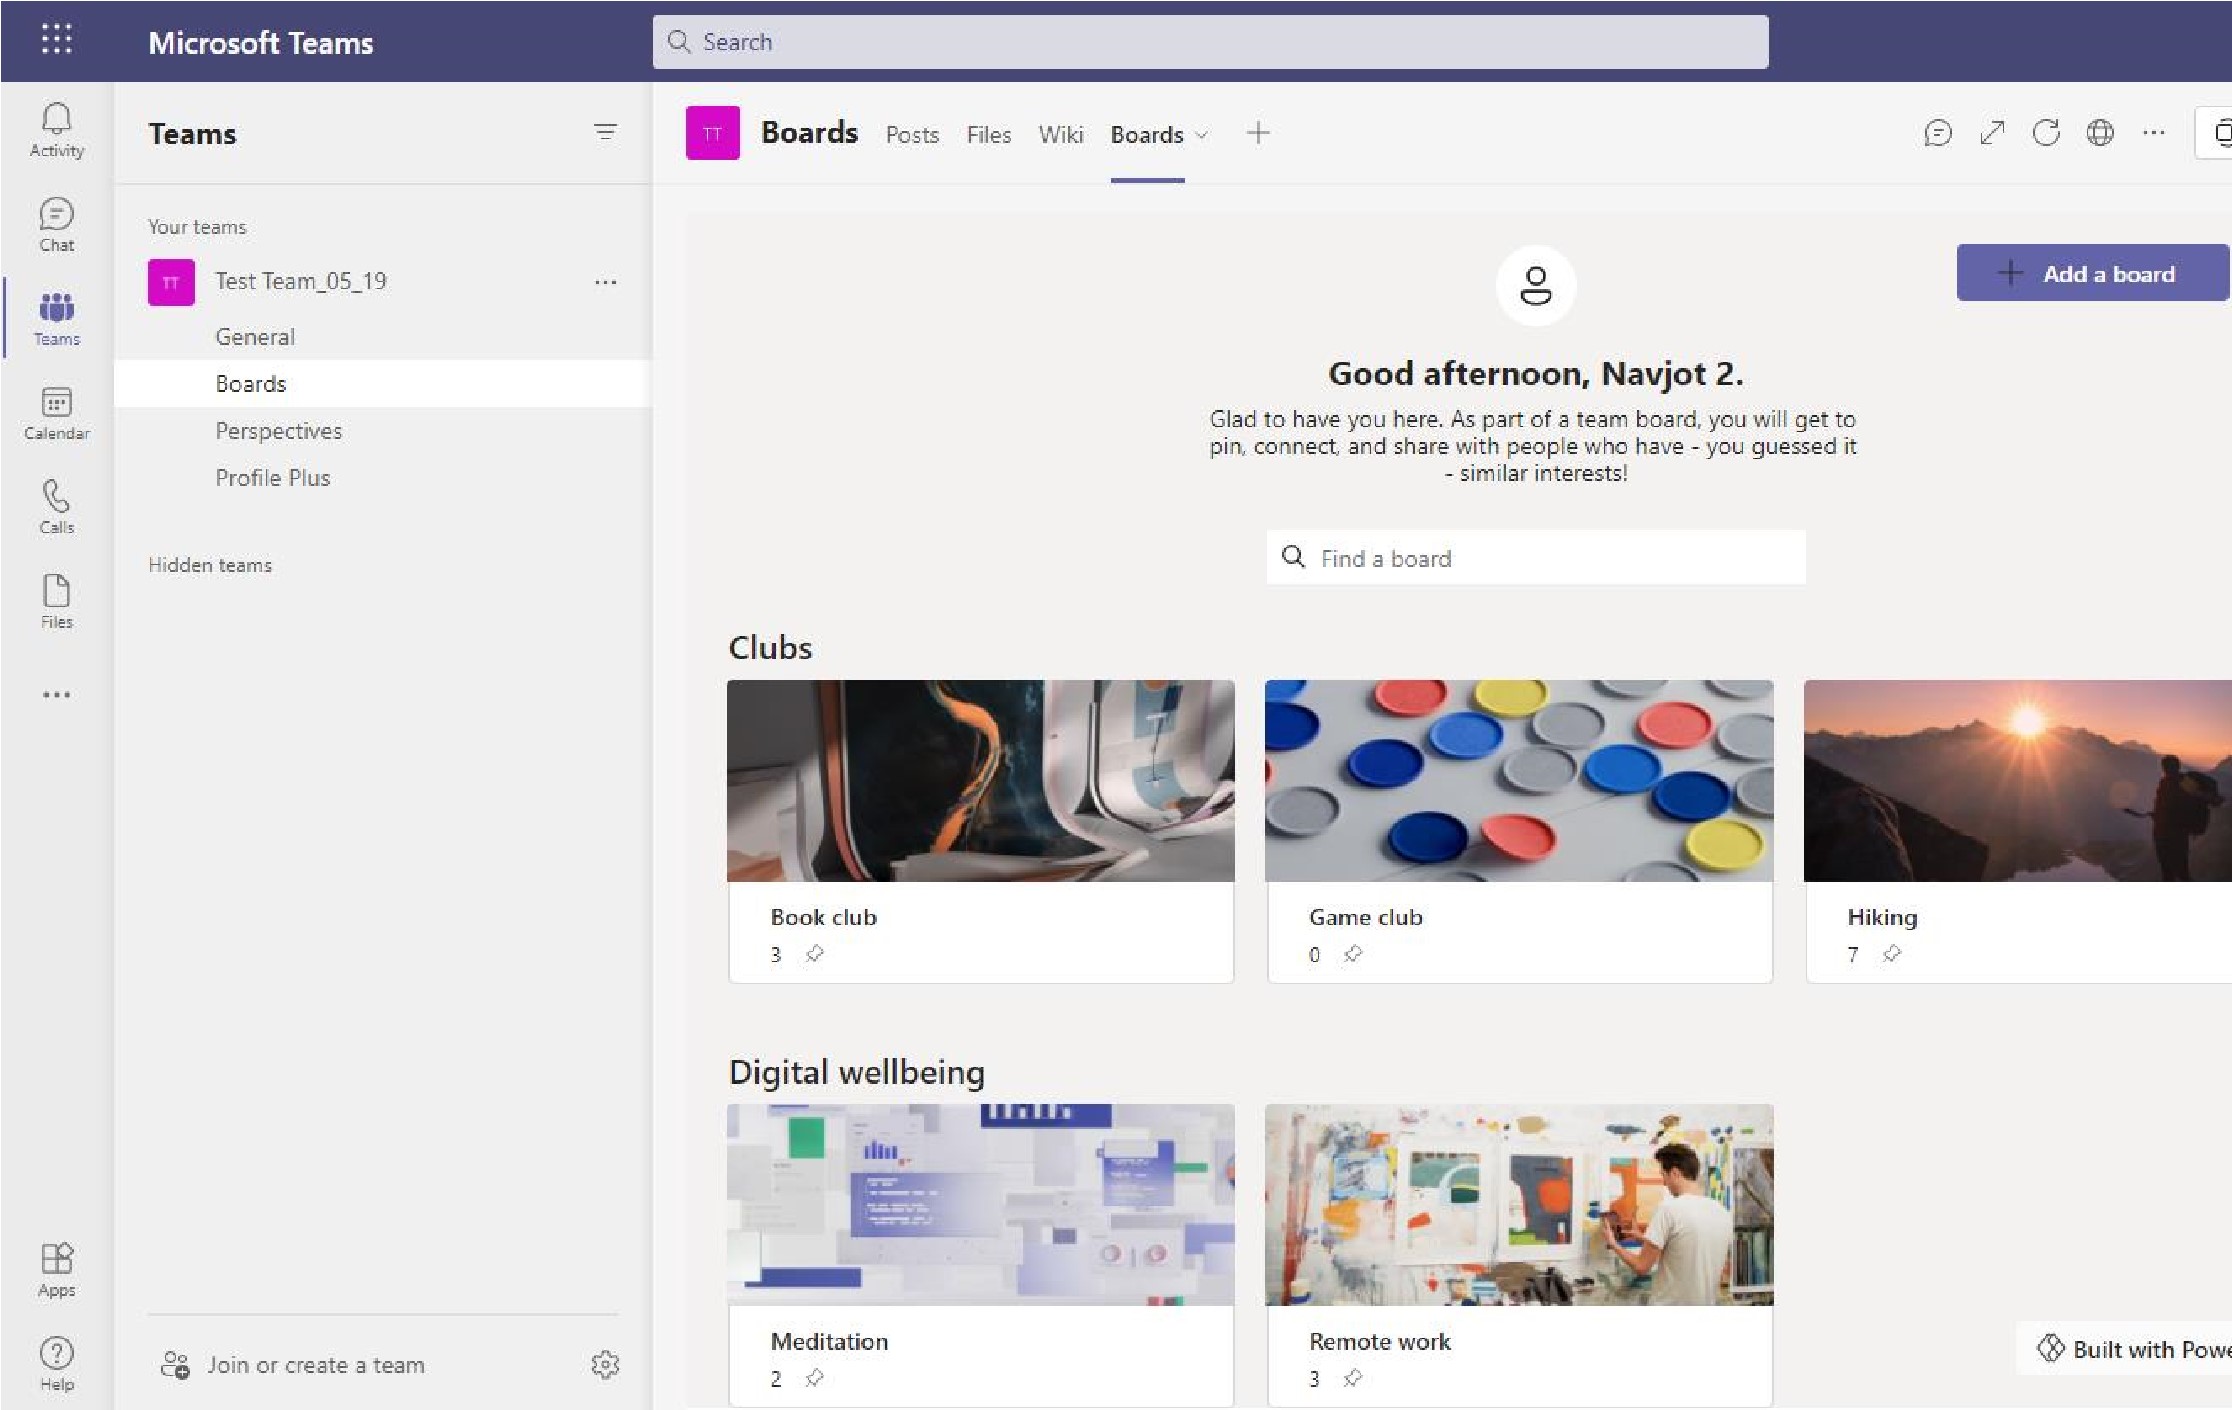 Microsoft Teams
Search
Activity
Chat
Teams
Calendar
Calls
Files
Apps
Help
Teams
Your teams
TT Test Team_05_19
General
Boards
Perspectives
Profile Plus
Hidden teams
Join or create a team
TT Boards Posts Files Wiki Boards
Add a board
Good afternoon, Navjot 2.
Glad to have you here. As part of a team board, you will get to
pin, connect, and share with people who have - you guessed it
- similar interests!
Find a board
Clubs
Book club
3
Game club
0
Hiking
7
Digital wellbeing
Meditation
2
Remote work
3
Built with Powe